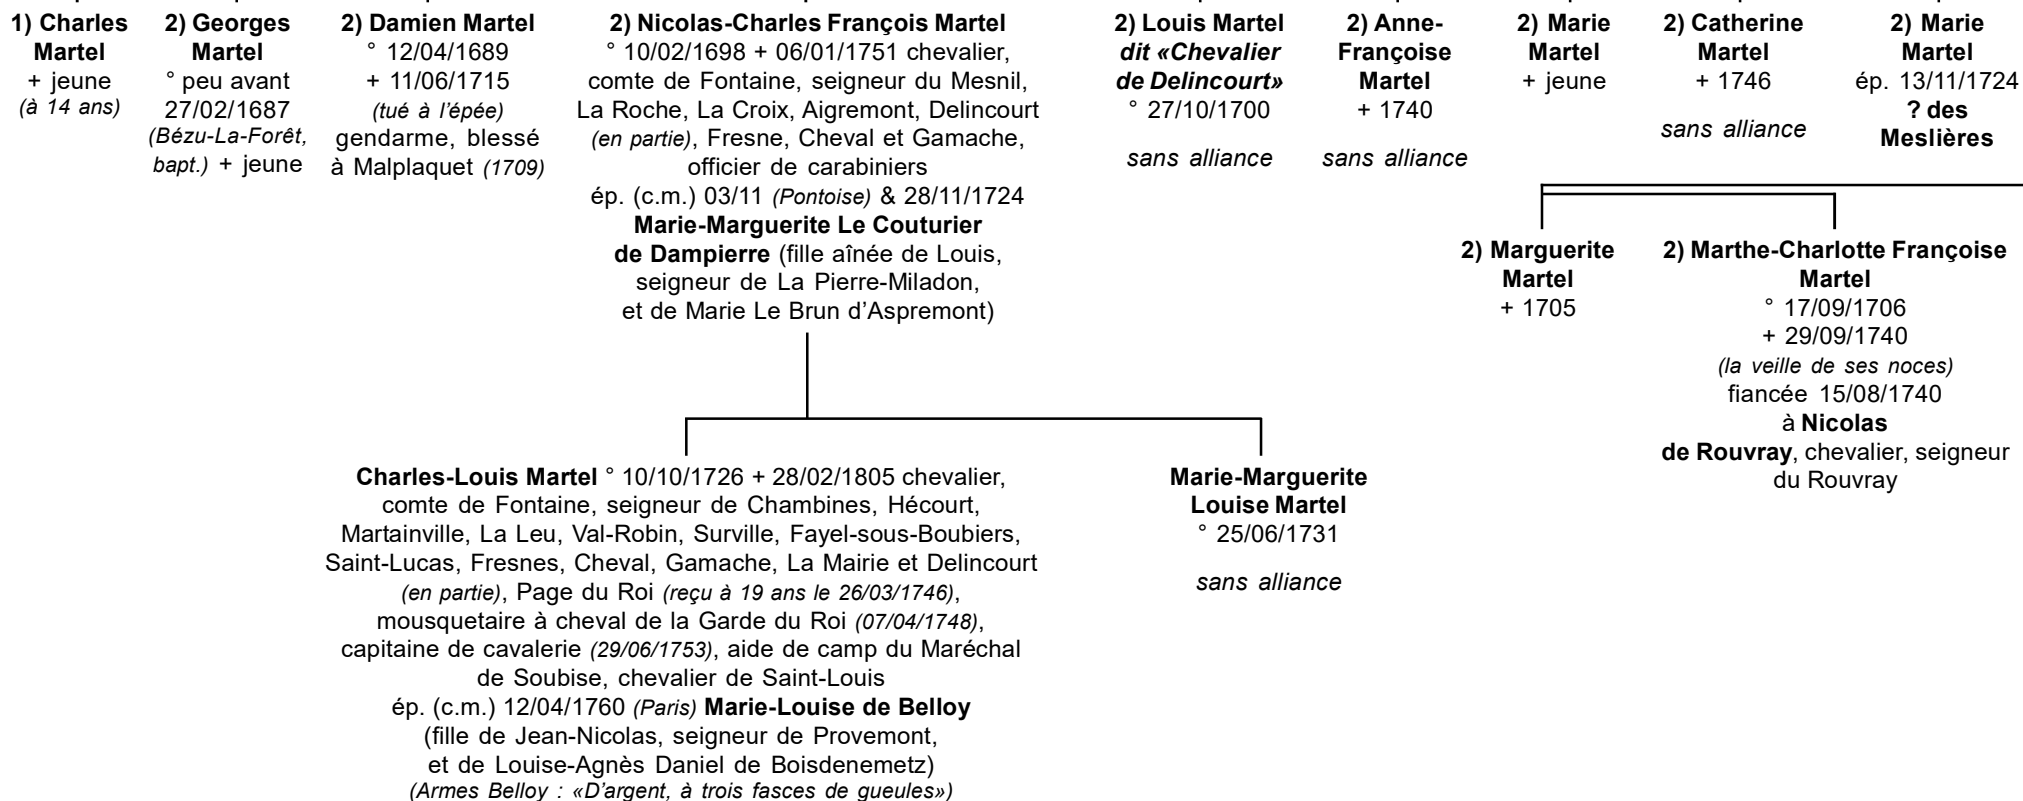 1) Charles
Martel
+ jeune
(à 14 ans)
2) Georges
Martel
° peu avant
27/02/1687
(Bézu-La-Forêt,
bapt.) + jeune
2) Damien Martel
° 12/04/1689
+ 11/06/1715
(tué à l’épée)
gendarme, blessé
à Malplaquet (1709)
2) Nicolas-Charles François Martel
° 10/02/1698 + 06/01/1751 chevalier,
comte de Fontaine, seigneur du Mesnil,
La Roche, La Croix, Aigremont, Delincourt
(en partie), Fresne, Cheval et Gamache,
officier de carabiniers
ép. (c.m.) 03/11 (Pontoise) & 28/11/1724
Marie-Marguerite Le Couturier
de Dampierre (fille aînée de Louis,
seigneur de La Pierre-Miladon,
et de Marie Le Brun d’Aspremont)
2) Louis Martel
dit «Chevalier
de Delincourt»
° 27/10/1700
sans alliance
2) Anne-
Françoise
Martel
+ 1740
sans alliance
2) Marie
Martel
+ jeune
2) Catherine
Martel
+ 1746
sans alliance
2) Marie
Martel
ép. 13/11/1724
? des
Meslières
2) Marguerite
Martel
+ 1705
2) Marthe-Charlotte Françoise
Martel
° 17/09/1706
+ 29/09/1740
(la veille de ses noces)
fiancée 15/08/1740
à Nicolas
de Rouvray, chevalier, seigneur
du Rouvray
Charles-Louis Martel ° 10/10/1726 + 28/02/1805 chevalier,
comte de Fontaine, seigneur de Chambines, Hécourt,
Martainville, La Leu, Val-Robin, Surville, Fayel-sous-Boubiers,
Saint-Lucas, Fresnes, Cheval, Gamache, La Mairie et Delincourt
(en partie), Page du Roi (reçu à 19 ans le 26/03/1746),
mousquetaire à cheval de la Garde du Roi (07/04/1748),
capitaine de cavalerie (29/06/1753), aide de camp du Maréchal
de Soubise, chevalier de Saint-Louis
ép. (c.m.) 12/04/1760 (Paris) Marie-Louise de Belloy
(fille de Jean-Nicolas, seigneur de Provemont,
et de Louise-Agnès Daniel de Boisdenemetz)
(Armes Belloy : «D’argent, à trois fasces de gueules»)
Marie-Marguerite
Louise Martel
° 25/06/1731
sans alliance